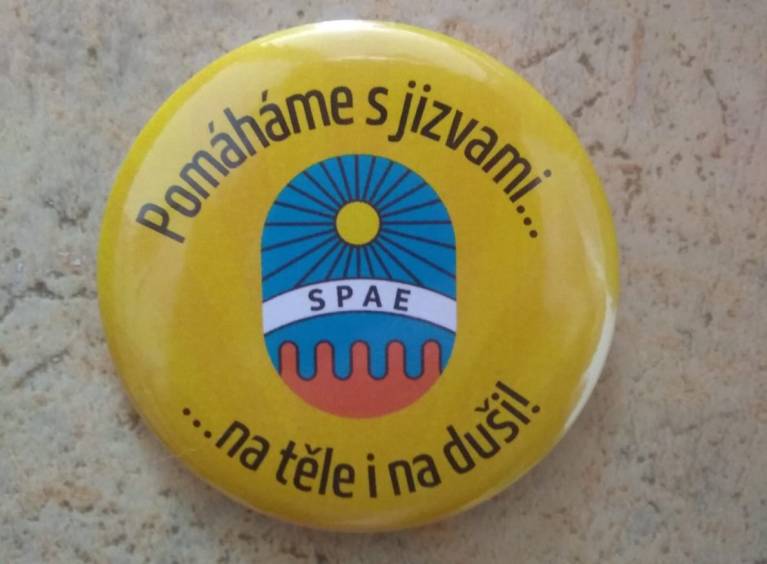 Pomáháme s jizvami...
SPAE
...na těle i na duši!